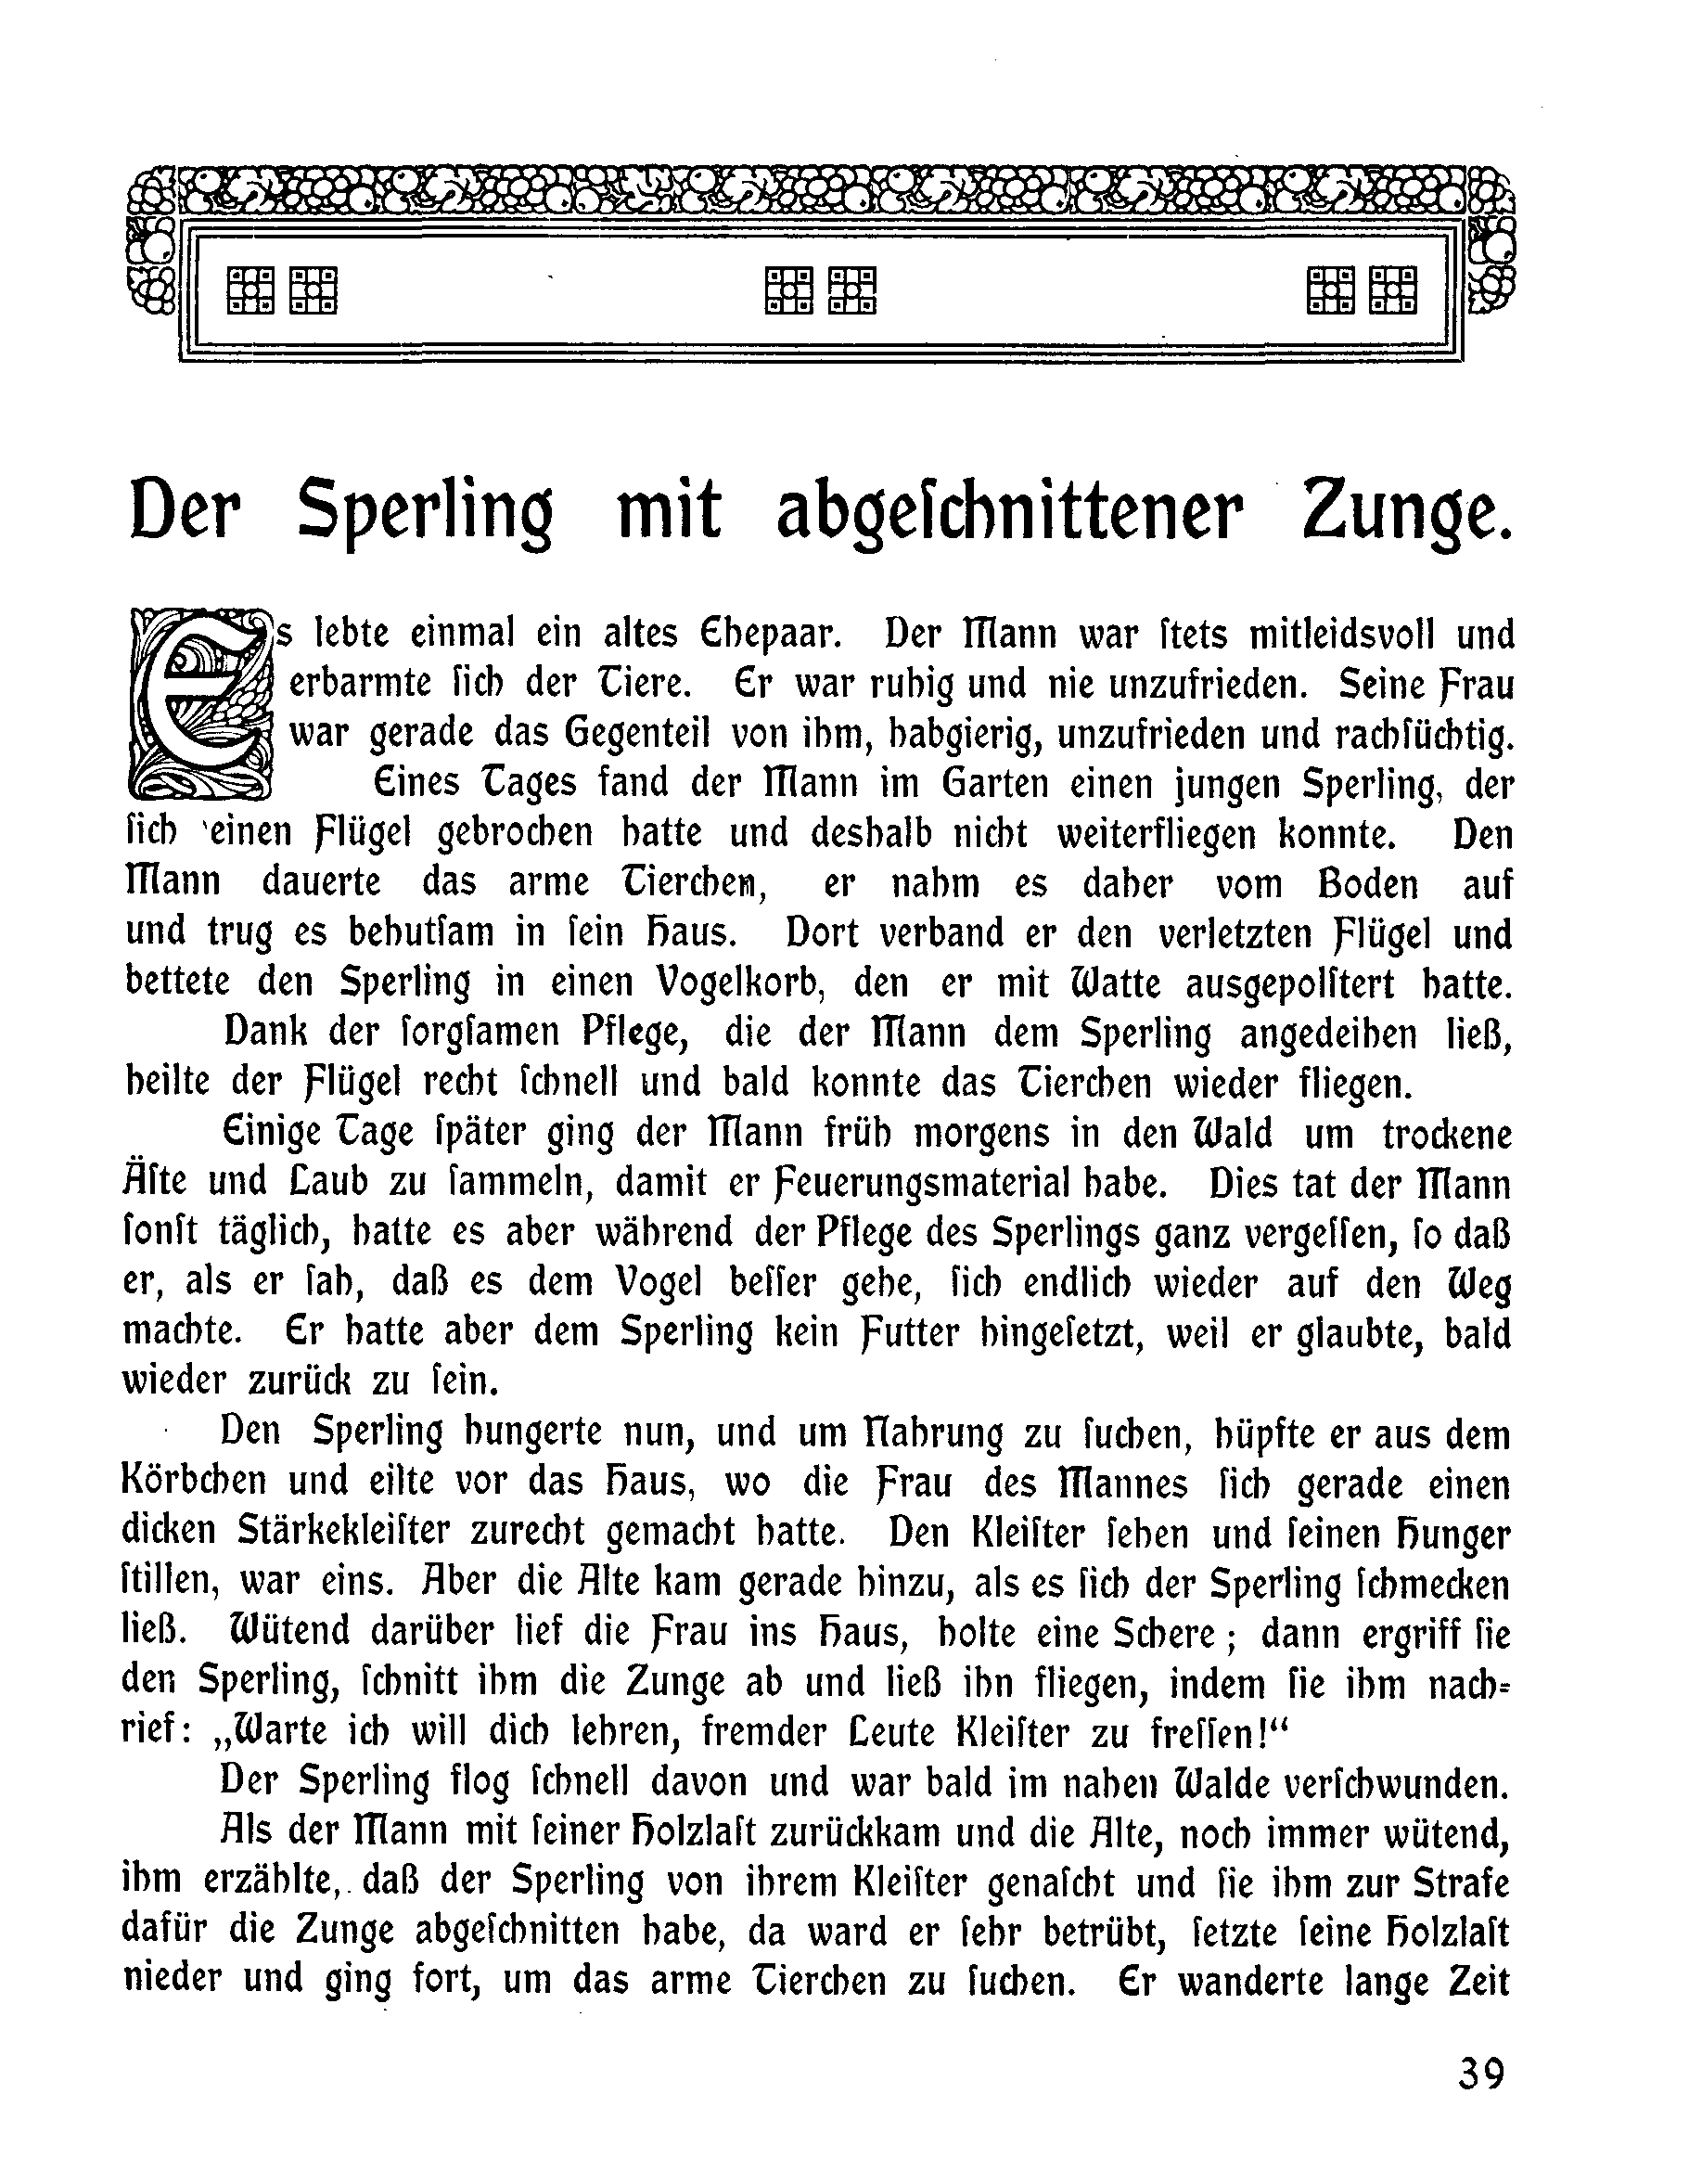 Der Sperling mit abgeſchnittener Zunge.
Es lebte einmal ein altes Ehepaar. Der Mann war ſtets mitleidsvoll und
erbarmte ſich der Tiere. Er war ruhig und nie unzufrieden. Seine Frau
war gerade das Gegenteil von ihm, habgierig, unzufrieden und rachſüchtig.
Eines Tages fand der Mann im Garten einen jungen Sperling, der
ſich einen Flügel gebrochen hatte und deshalb nicht weiterfliegen konnte. Den
Mann dauerte das arme Tierchen, er nahm es daher vom Boden auf
und trug es behutſam in ſein Haus. Dort verband er den verletzten Flügel und
bettete den Sperling in einen Vogelkorb, den er mit Watte ausgepolſtert hatte.
Dank der ſorgſamen Pflege, die der Mann dem Sperling angedeihen ließ,
heilte der Flügel recht ſchnell und bald konnte das Tierchen wieder fliegen.
Einige Tage ſpäter ging der Mann früh morgens in den Wald um trockene
Äſte und Laub zu ſammeln, damit er Feuerungsmaterial habe. Dies tat der Mann
ſonſt täglich, hatte es aber während der Pflege des Sperlings ganz vergeſſen, ſo daß
er, als er ſah, daß es dem Vogel beſſer gehe, ſich endlich wieder auf den Weg
machte. Er hatte aber dem Sperling kein Futter hingeſetzt, weil er glaubte, bald
wieder zurück zu ſein.
Den Sperling hungerte nun, und um Nahrung zu ſuchen, hüpfte er aus dem
Körbchen und eilte vor das Haus, wo die Frau des Mannes ſich gerade einen
dicken Stärkekleiſter zurecht gemacht hatte. Den Kleiſter ſehen und ſeinen Hunger
ſtillen, war eins. Aber die Alte kam gerade hinzu, als es ſich der Sperling ſchmecken
ließ. Wütend darüber lief die Frau ins Haus, holte eine Schere; dann ergriff ſie
den Sperling, ſchnitt ihm die Zunge ab und ließ ihn fliegen, indem ſie ihm nach-
rief: „Warte ich will dich lehren, fremder Leute Kleiſter zu freſſen!“
Der Sperling flog ſchnell davon und war bald im nahen Walde verſchwunden.
Als der Mann mit ſeiner Holzlaſt zurückkam und die Alte, noch immer wütend,
ihm erzählte, daß der Sperling von ihrem Kleiſter genaſcht und ſie ihm zur Strafe
dafür die Zunge abgeſchnitten habe, da ward er ſehr betrübt, ſetzte ſeine Holzlaſt
nieder und ging fort, um das arme Tierchen zu ſuchen. Er wanderte lange Zeit
39